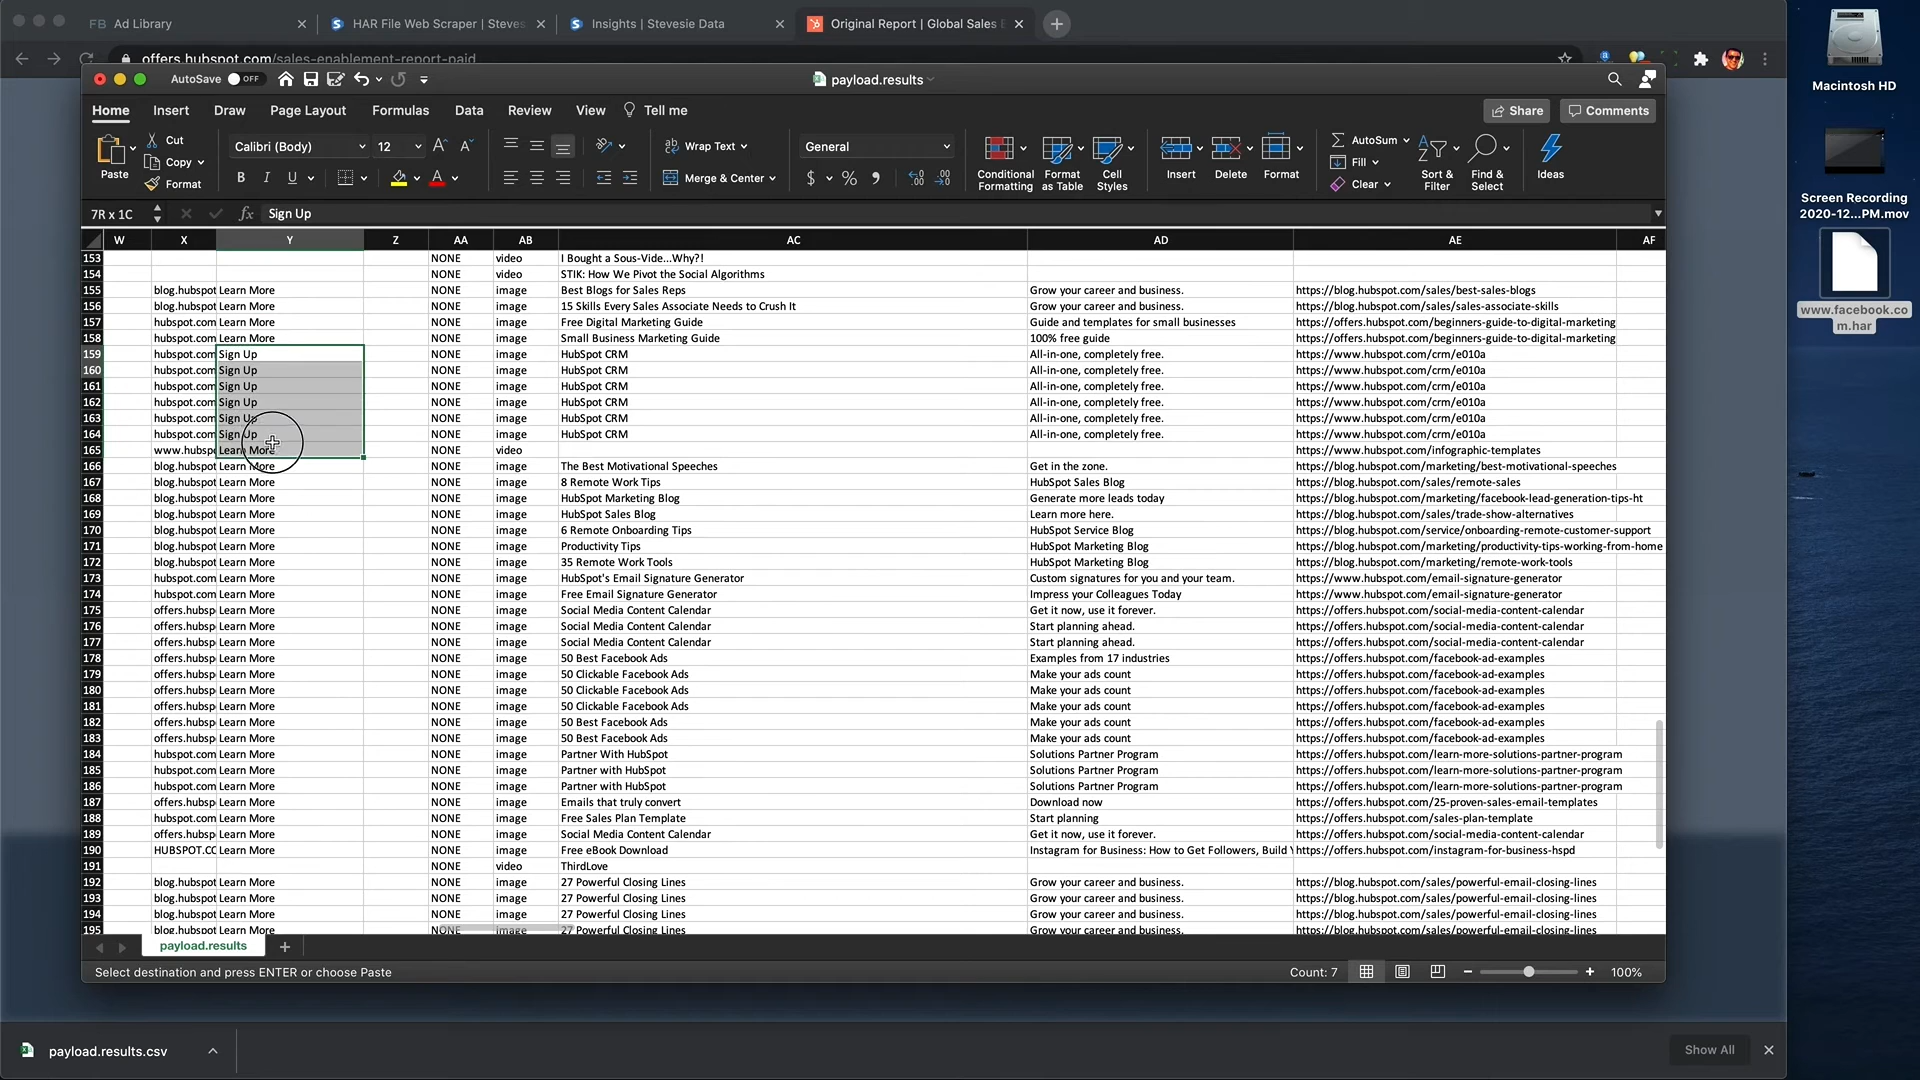 Ad Library
HAR File Web Scraper | Steves
Insights | Stevesie Data
Original Report | Global Sales E
offers.hubspot.com/sales-enablement-report-paid
AutoSave OFF
payload.results
Home Insert Draw Page Layout Formulas Data Review View Tell me
Share Comments
Paste
Cut
Copy
Format
Calibri (Body) 12
Wrap Text
Merge & Center
General
Conditional Formatting
Format as Table
Cell Styles
Insert
Delete
Format
AutoSum
Fill
Clear
Sort & Filter
Find & Select
Ideas
7R x 1C fx Sign Up
W X Y Z AA AB AC AD AE AF
153 NONE video I Bought a Sous-Vide...Why?!
154 NONE video STIK: How We Pivot the Social Algorithms
155 blog.hubspot Learn More NONE image Best Blogs for Sales Reps Grow your career and business. https://blog.hubspot.com/sales/best-sales-blogs
156 blog.hubspot Learn More NONE image 15 Skills Every Sales Associate Needs to Crush It Grow your career and business. https://blog.hubspot.com/sales/sales-associate-skills
157 hubspot.com Learn More NONE image Free Digital Marketing Guide Guide and templates for small businesses https://offers.hubspot.com/beginners-guide-to-digital-marketing
158 hubspot.com Learn More NONE image Small Business Marketing Guide 100% free guide https://offers.hubspot.com/beginners-guide-to-digital-marketing
159 hubspot.com Sign Up NONE image HubSpot CRM All-in-one, completely free. https://www.hubspot.com/crm/e010a
160 hubspot.com Sign Up NONE image HubSpot CRM All-in-one, completely free. https://www.hubspot.com/crm/e010a
161 hubspot.com Sign Up NONE image HubSpot CRM All-in-one, completely free. https://www.hubspot.com/crm/e010a
162 hubspot.com Sign Up NONE image HubSpot CRM All-in-one, completely free. https://www.hubspot.com/crm/e010a
163 hubspot.com Sign Up NONE image HubSpot CRM All-in-one, completely free. https://www.hubspot.com/crm/e010a
164 hubspot.com Sign Up NONE image HubSpot CRM All-in-one, completely free. https://www.hubspot.com/crm/e010a
165 www.hubsp Learn More NONE video https://www.hubspot.com/infographic-templates
166 blog.hubspot Learn More NONE image The Best Motivational Speeches Get in the zone. https://blog.hubspot.com/marketing/best-motivational-speeches
167 blog.hubspot Learn More NONE image 8 Remote Work Tips HubSpot Sales Blog https://blog.hubspot.com/sales/remote-sales
168 blog.hubspot Learn More NONE image HubSpot Marketing Blog Generate more leads today https://blog.hubspot.com/marketing/facebook-lead-generation-tips-ht
169 blog.hubspot Learn More NONE image HubSpot Sales Blog Learn more here. https://blog.hubspot.com/sales/trade-show-alternatives
170 blog.hubspot Learn More NONE image 6 Remote Onboarding Tips HubSpot Service Blog https://blog.hubspot.com/service/onboarding-remote-customer-support
171 blog.hubspot Learn More NONE image Productivity Tips HubSpot Marketing Blog https://blog.hubspot.com/marketing/productivity-tips-working-from-home
172 blog.hubspot Learn More NONE image 35 Remote Work Tools HubSpot Marketing Blog https://blog.hubspot.com/marketing/remote-work-tools
173 hubspot.com Learn More NONE image HubSpot's Email Signature Generator Custom signatures for you and your team. https://www.hubspot.com/email-signature-generator
174 hubspot.com Learn More NONE image Free Email Signature Generator Impress your Colleagues Today https://www.hubspot.com/email-signature-generator
175 offers.hubsp Learn More NONE image Social Media Content Calendar Get it now, use it forever. https://offers.hubspot.com/social-media-content-calendar
176 offers.hubsp Learn More NONE image Social Media Content Calendar Start planning ahead. https://offers.hubspot.com/social-media-content-calendar
177 offers.hubsp Learn More NONE image Social Media Content Calendar Start planning ahead. https://offers.hubspot.com/social-media-content-calendar
178 offers.hubsp Learn More NONE image 50 Best Facebook Ads Examples from 17 industries https://offers.hubspot.com/facebook-ad-examples
179 offers.hubsp Learn More NONE image 50 Clickable Facebook Ads Make your ads count https://offers.hubspot.com/facebook-ad-examples
180 offers.hubsp Learn More NONE image 50 Clickable Facebook Ads Make your ads count https://offers.hubspot.com/facebook-ad-examples
181 offers.hubsp Learn More NONE image 50 Clickable Facebook Ads Make your ads count https://offers.hubspot.com/facebook-ad-examples
182 offers.hubsp Learn More NONE image 50 Best Facebook Ads Make your ads count https://offers.hubspot.com/facebook-ad-examples
183 offers.hubsp Learn More NONE image 50 Best Facebook Ads Make your ads count https://offers.hubspot.com/facebook-ad-examples
184 hubspot.com Learn More NONE image Partner With HubSpot Solutions Partner Program https://offers.hubspot.com/learn-more-solutions-partner-program
185 hubspot.com Learn More NONE image Partner with HubSpot Solutions Partner Program https://offers.hubspot.com/learn-more-solutions-partner-program
186 hubspot.com Learn More NONE image Partner with HubSpot Solutions Partner Program https://offers.hubspot.com/learn-more-solutions-partner-program
187 offers.hubsp Learn More NONE image Emails that truly convert Download now https://offers.hubspot.com/25-proven-sales-email-templates
188 hubspot.com Learn More NONE image Free Sales Plan Template Start planning https://offers.hubspot.com/sales-plan-template
189 offers.hubsp Learn More NONE image Social Media Content Calendar Get it now, use it forever. https://offers.hubspot.com/social-media-content-calendar
190 HUBSPOT.CC Learn More NONE image Free eBook Download Instagram for Business: How to Get Followers, Build https://offers.hubspot.com/instagram-for-business-hspd
191 NONE video ThirdLove
192 blog.hubspot Learn More NONE image 27 Powerful Closing Lines Grow your career and business. https://blog.hubspot.com/sales/powerful-email-closing-lines
193 blog.hubspot Learn More NONE image 27 Powerful Closing Lines Grow your career and business. https://blog.hubspot.com/sales/powerful-email-closing-lines
194 blog.hubspot Learn More NONE image 27 Powerful Closing Lines Grow your career and business. https://blog.hubspot.com/sales/powerful-email-closing-lines
195 blog.hubspot Learn More NONE image 27 Powerful Closing Lines Grow your career and business. https://blog.hubspot.com/sales/powerful-email-closing-lines
payload.results
Select destination and press ENTER or choose Paste
Count: 7
100%
payload.results.csv
Show All
Macintosh HD
Screen Recording
2020-12...PM.mov
www.facebook.co
m.har